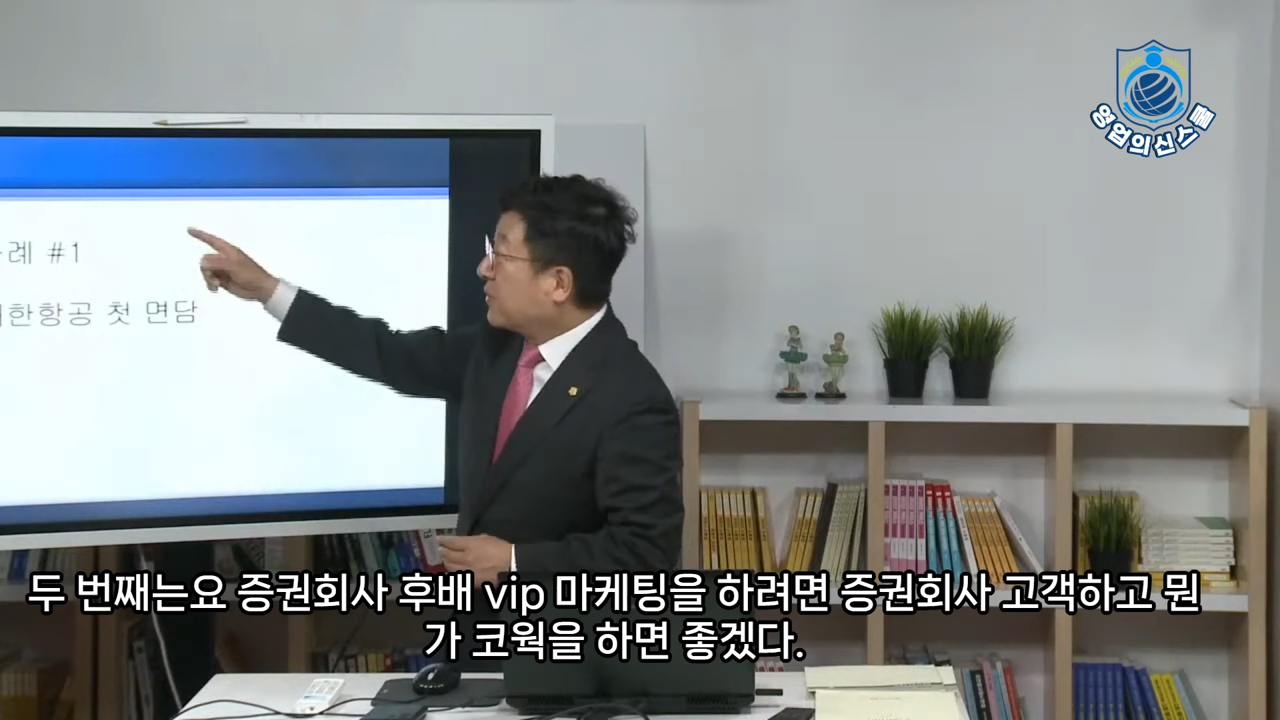 영업의신스쿨
례 #1
한항공 첫 면담
두 번째는요 증권회사 후배 vip 마케팅을 하려면 증권회사 고객하고 뭔
가 코웍을 하면 좋겠다.